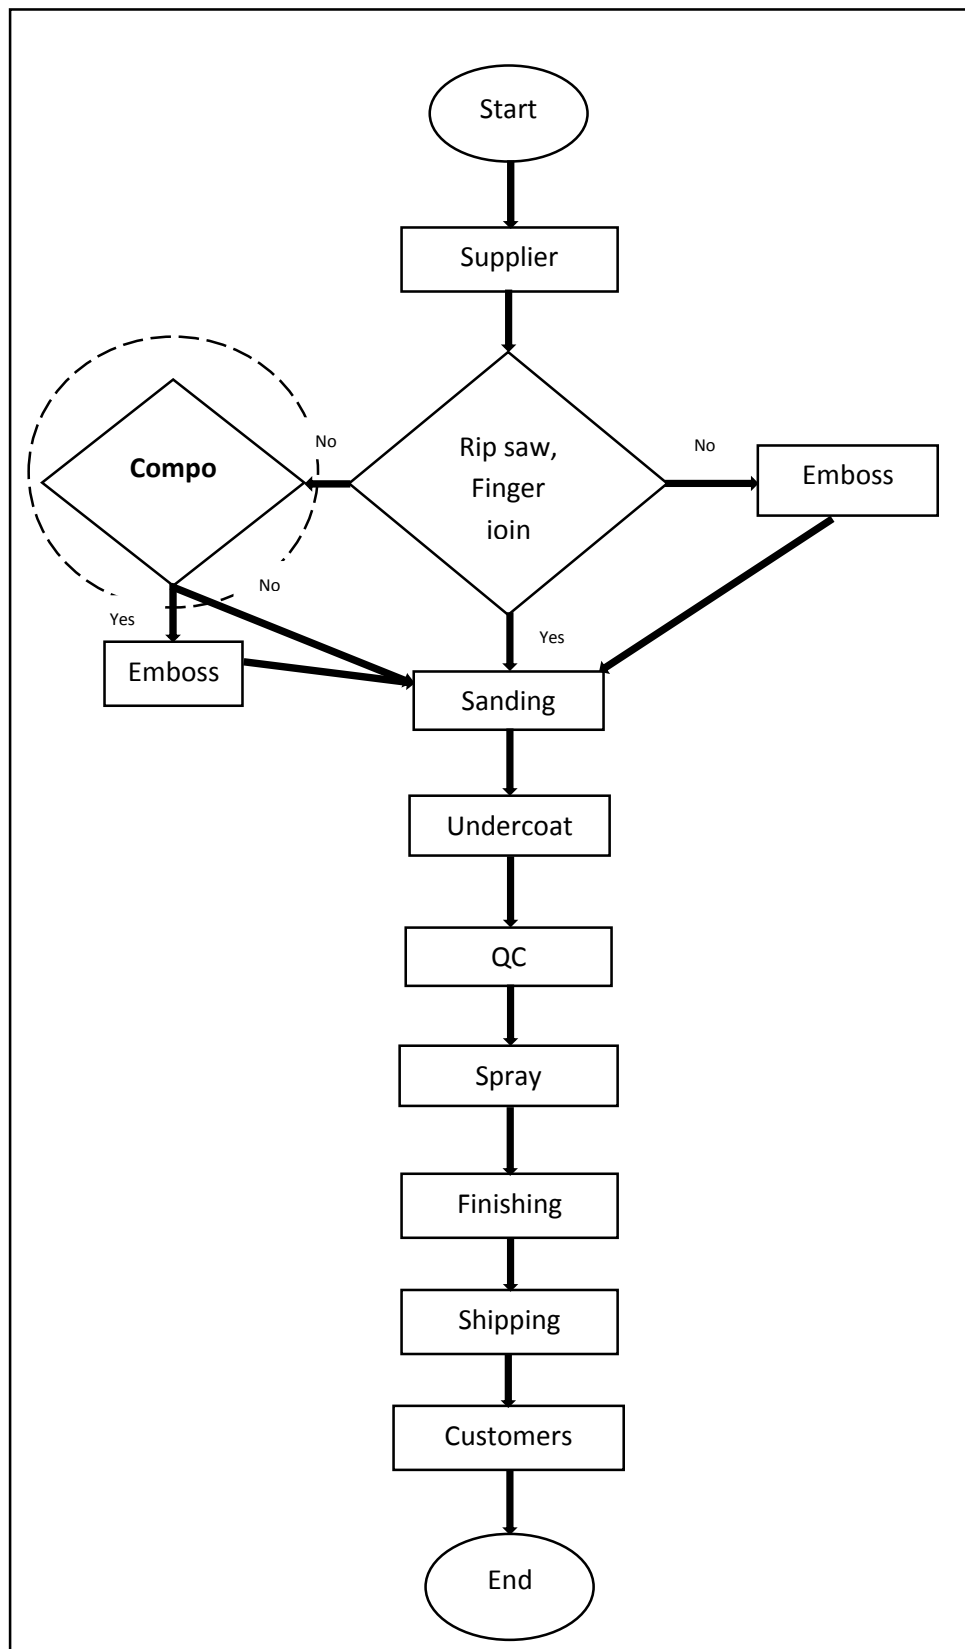 Start
Supplier
Rip saw,
Finger
join
No
Compo
No
Emboss
No
Yes
Yes
Emboss
Sanding
Undercoat
QC
Spray
Finishing
Shipping
Customers
End